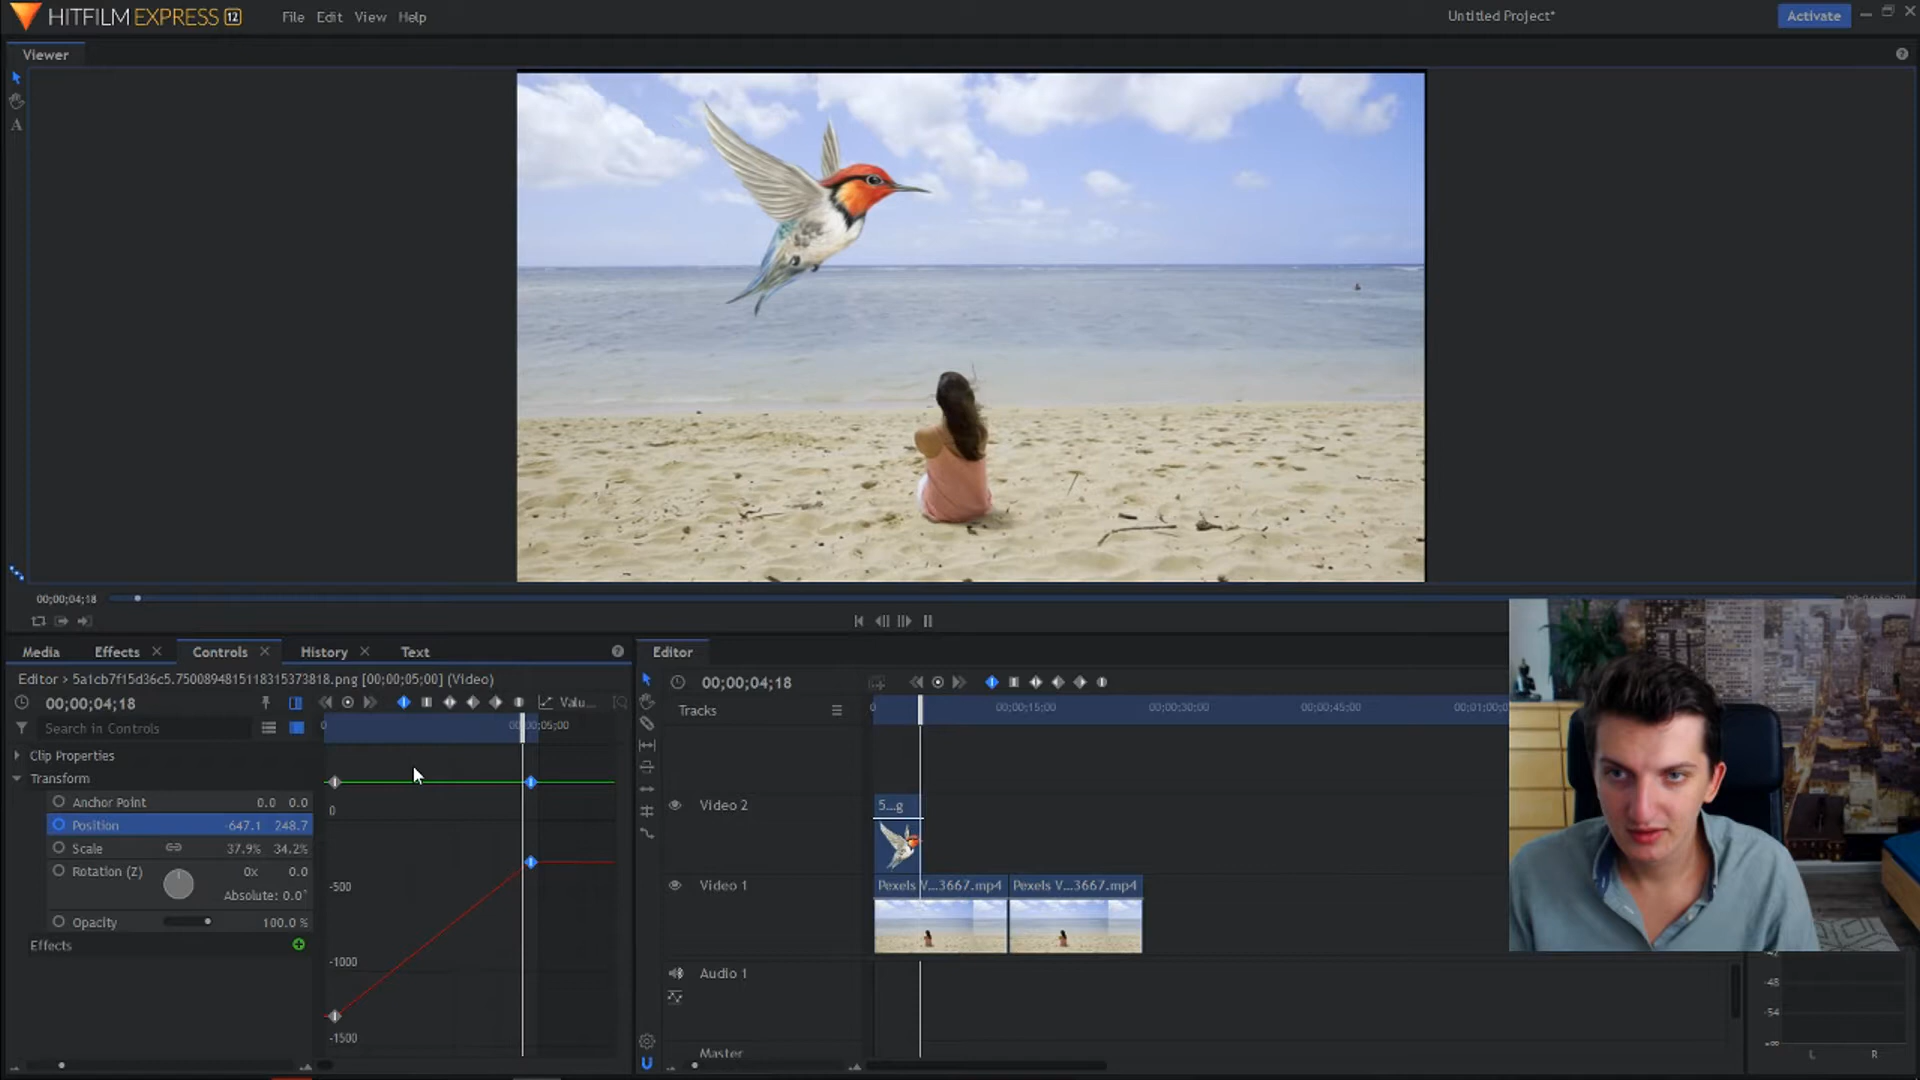 HITFILM EXPRESS 12
File Edit View Help
Untitled Project*
Activate
Viewer
A
00;00;04;18
Media
Effects
Controls
History
Text
Editor
Editor > 5a1cb7f15d36c5.7500894815118315373818.png [00;00;05;00] (Video)
00;00;04;18
Valu...
00;00;04;18
Search in Controls
0
Tracks
0
00;00;15;00
00;00;30;00
00;00;45;00
Clip Properties
Transform
Anchor Point 0.0 0.0
Position -647.1 248.7
Scale 37.9% 34.2%
Rotation (Z) 0x 0.0
Absolute: 0.0°
Opacity 100.0 %
Effects
0
-500
-1000
-1500
Video 2
5...g
Video 1
Pexels V...3667.mp4
Pexels V...3667.mp4
Audio 1
Master
-48
-54
-∞
L R